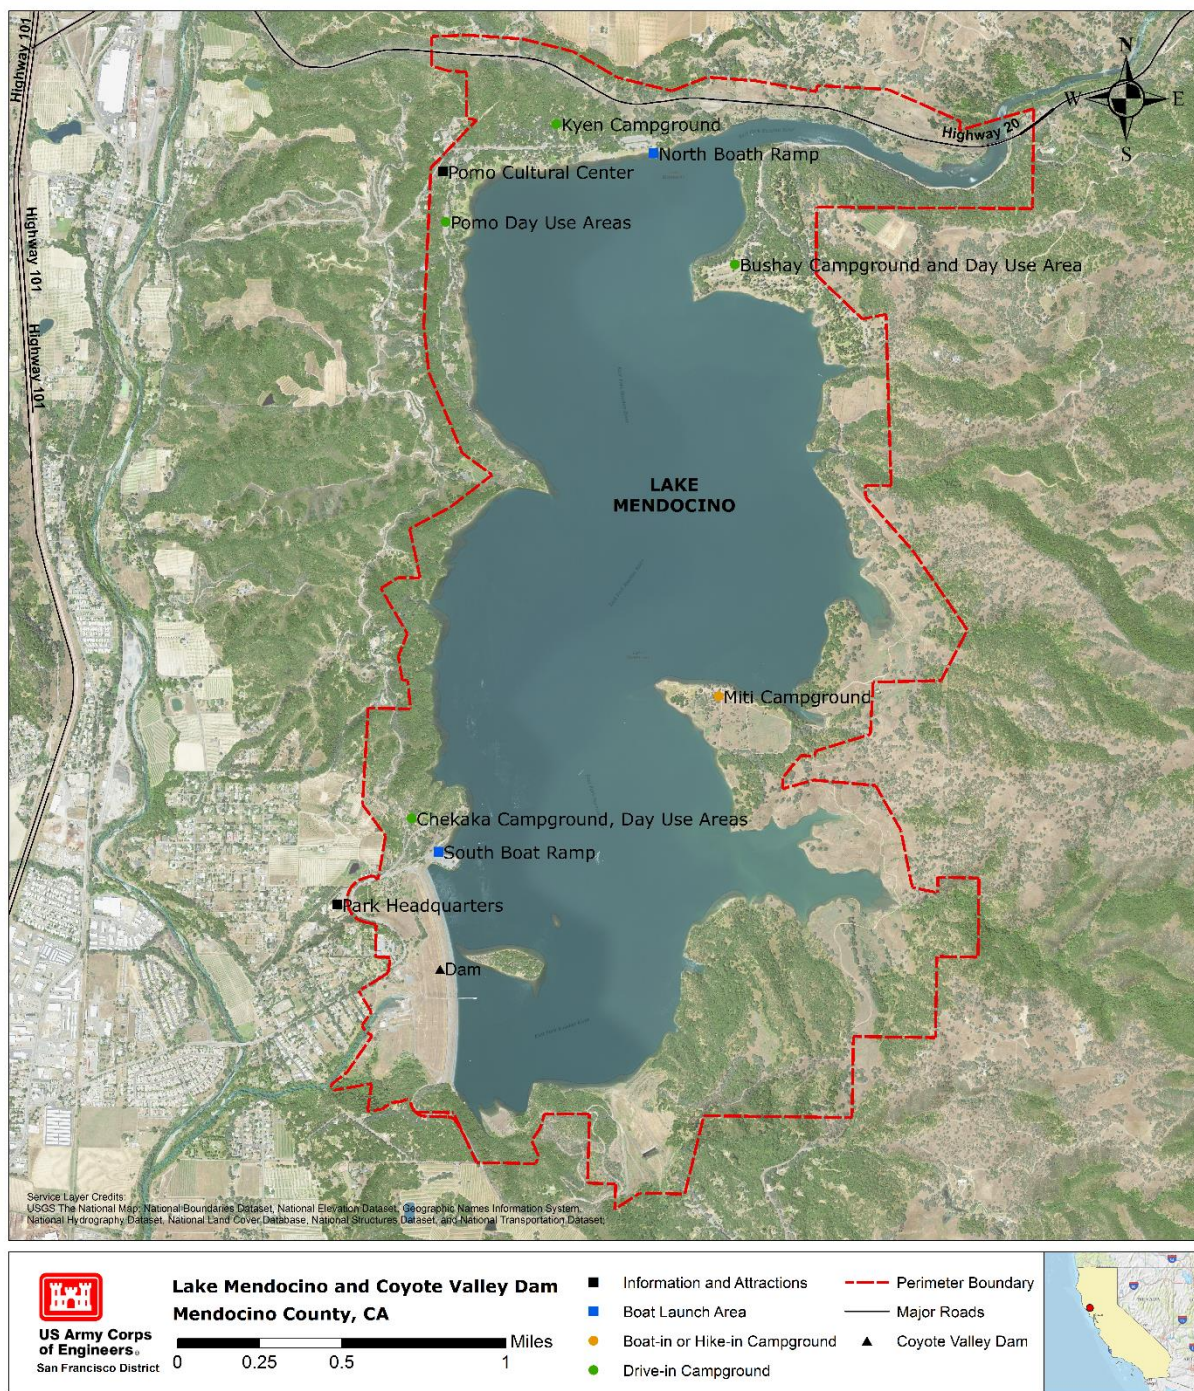 Highway 101
Highway 101
N
W E
S
Highway 20
Kyen Campground
North Boath Ramp
Pomo Cultural Center
Pomo Day Use Areas
Bushay Campground and Day Use Area
Highway 101
Highway 101
LAKE
MENDOCINO
Miti Campground
Chekaka Campground, Day Use Areas
South Boat Ramp
Park Headquarters
Dam
Service Layer Credits:
USGS The National Map: National Boundaries Dataset, National Elevation Dataset, Geographic Names Information System,
National Hydrography Dataset, National Land Cover Database, National Structures Dataset, and National Transportation Dataset;
US Army Corps
of Engineers®
San Francisco District
Lake Mendocino and Coyote Valley Dam
Mendocino County, CA
Miles
0 0.25 0.5 1
Information and Attractions
Boat Launch Area
Boat-in or Hike-in Campground
Drive-in Campground
Perimeter Boundary
Major Roads
Coyote Valley Dam